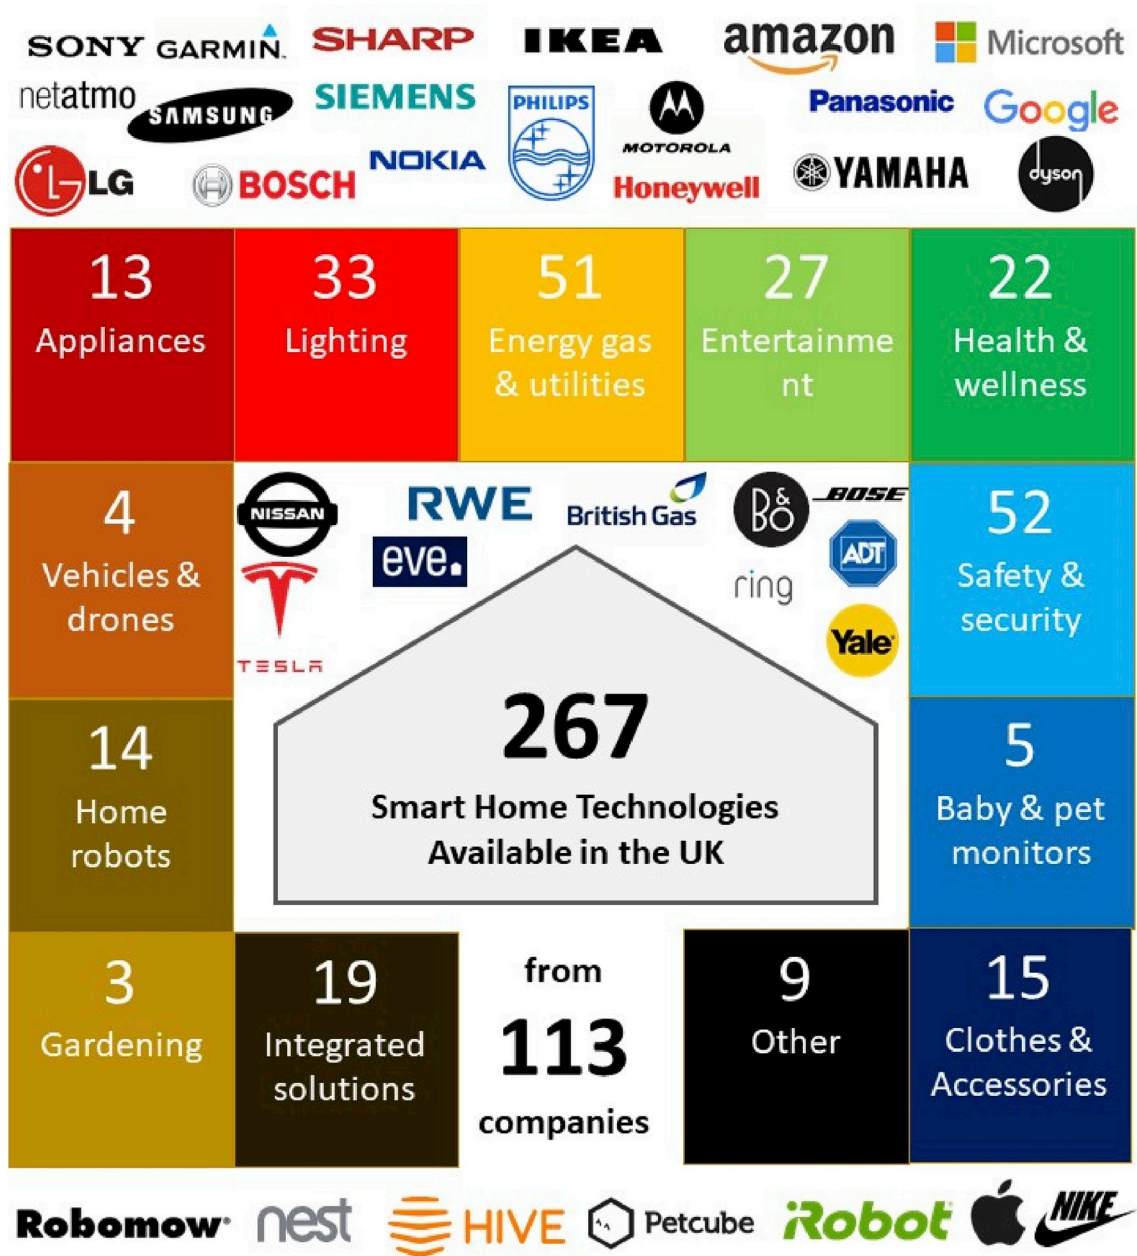 SONY GARMIN. SHARP IKEA amazon Microsoft
netatmo SAMSUNG SIEMENS PHILIPS MOTOROLA Panasonic Google
LG BOSCH NOKIA Honeywell YAMAHA dyson
13
Appliances
33
Lighting
51
Energy gas
& utilities
27
Entertainme
nt
22
Health &
wellness
4
Vehicles &
drones
NISSAN
TESLA
RWE
eve.
British Gas
B&O
BOSE
ADT
ring
Yale
52
Safety &
security
14
Home
robots
267
Smart Home Technologies
Available in the UK
5
Baby & pet
monitors
3
Gardening
19
Integrated
solutions
from
113
companies
9
Other
15
Clothes &
Accessories
Robomow nest HIVE Petcube iRobot NIKE